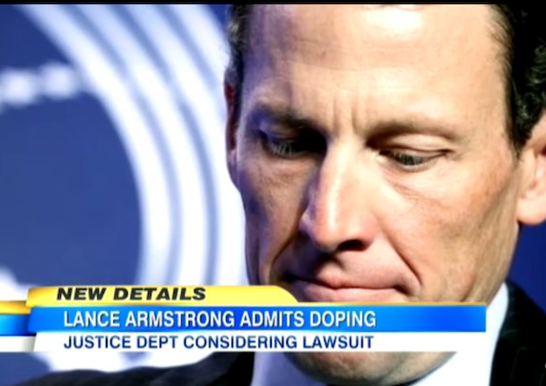 NEW DETAILS
LANCE ARMSTRONG ADMITS DOPING
JUSTICE DEPT CONSIDERING LAWSUIT